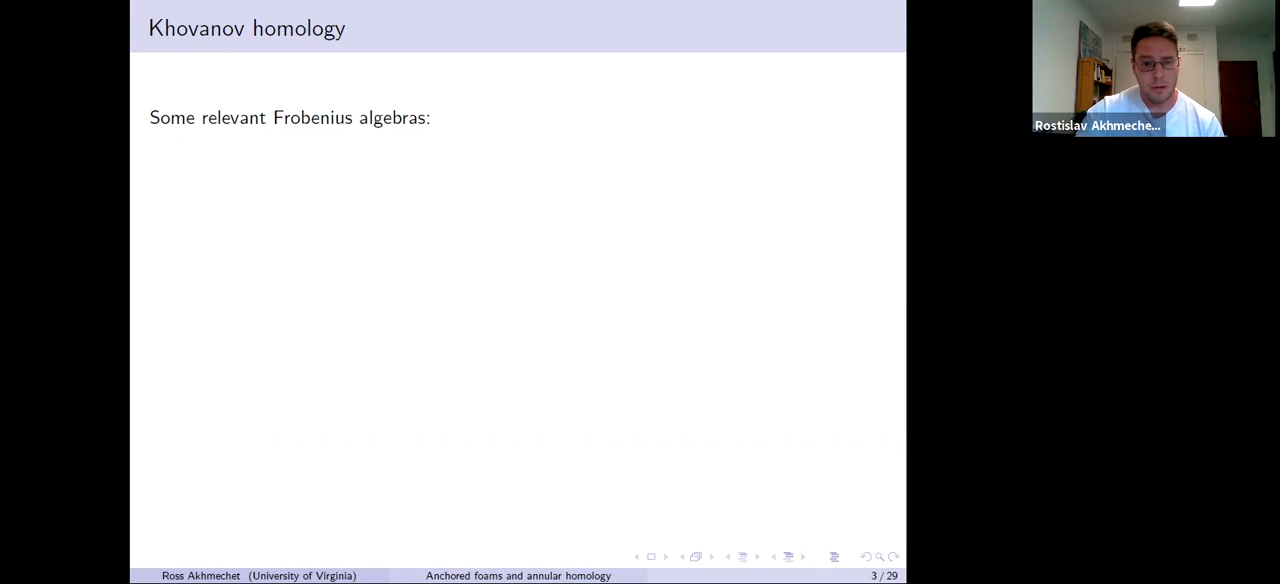 Khovanov homology
Some relevant Frobenius algebras:
Rostislav Akhmeche...
Ross Akhmechet (University of Virginia)
Anchored foams and annular homology
3 / 29